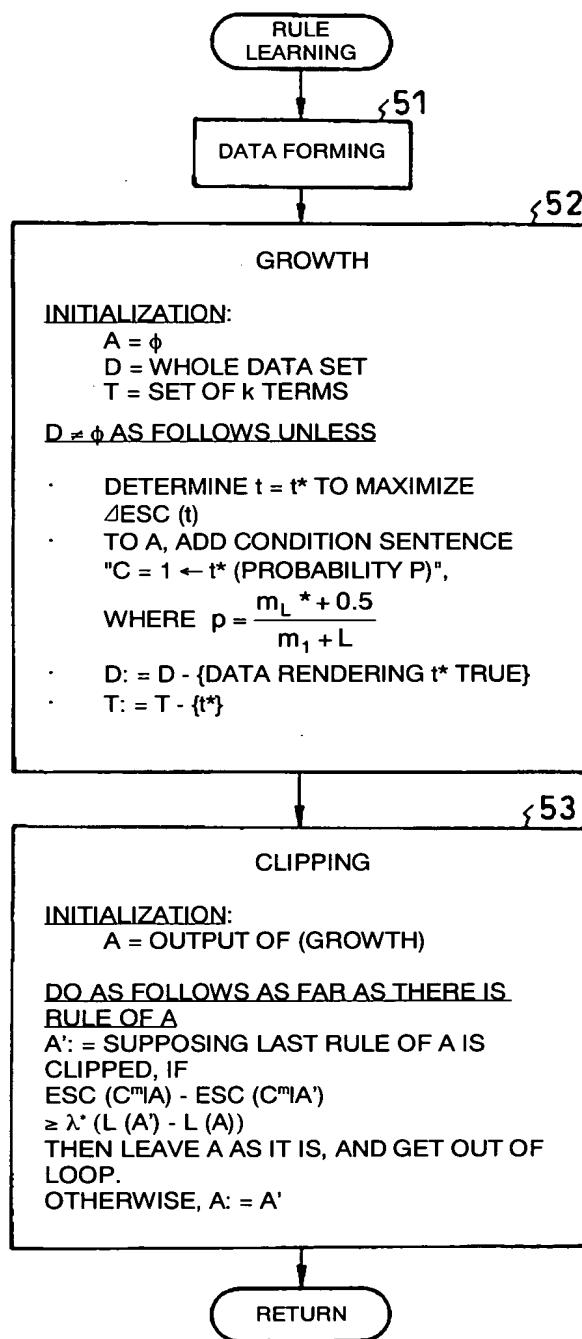 RULE
LEARNING
51
DATA FORMING
52
GROWTH
INITIALIZATION:
A = ϕ
D = WHOLE DATA SET
T = SET OF k TERMS
D ≠ ϕ AS FOLLOWS UNLESS
· DETERMINE t = t* TO MAXIMIZE
⊿ESC (t)
· TO A, ADD CONDITION SENTENCE
"C = 1 ← t* (PROBABILITY P)",
WHERE p = (m_L* + 0.5) / (m_1 + L)
· D: = D - {DATA RENDERING t* TRUE}
· T: = T - {t*}
53
CLIPPING
INITIALIZATION:
A = OUTPUT OF (GROWTH)
DO AS FOLLOWS AS FAR AS THERE IS
RULE OF A
A': = SUPPOSING LAST RULE OF A IS
CLIPPED, IF
ESC (C^m|A) - ESC (C^m|A')
≥ λ* (L (A') - L (A))
THEN LEAVE A AS IT IS, AND GET OUT OF
LOOP.
OTHERWISE, A: = A'
RETURN